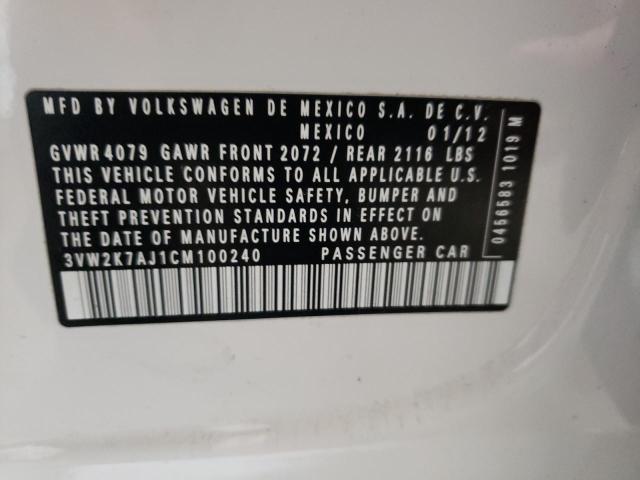 MFD BY VOLKSWAGEN DE MEXICO S.A. DE C.V.
MEXICO 01/12
GVWR 4079 GAWR FRONT 2072 / REAR 2116 LBS
THIS VEHICLE CONFORMS TO ALL APPLICABLE U.S.
FEDERAL MOTOR VEHICLE SAFETY, BUMPER AND
THEFT PREVENTION STANDARDS IN EFFECT ON
THE DATE OF MANUFACTURE SHOWN ABOVE.
3VW2K7AJ1CM100240 PASSENGER CAR
0456583 1019 M